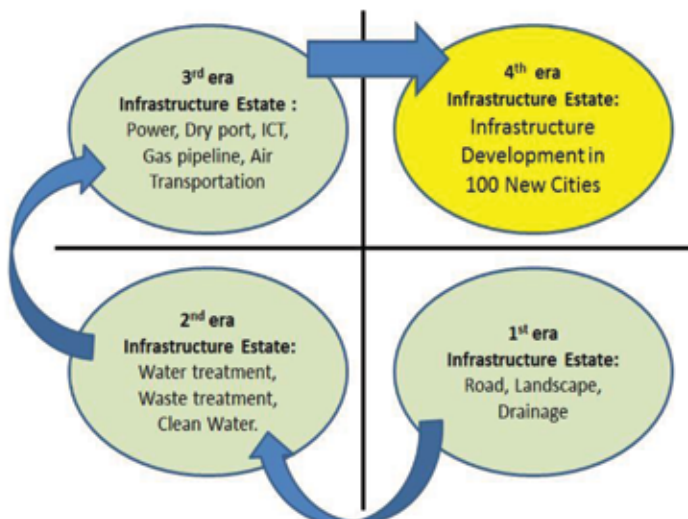 3rd era
Infrastructure Estate :
Power, Dry port, ICT,
Gas pipeline, Air
Transportation
4th era
Infrastructure Estate:
Infrastructure
Development in
100 New Cities
2nd era
Infrastructure Estate:
Water treatment,
Waste treatment,
Clean Water.
1st era
Infrastructure Estate:
Road, Landscape,
Drainage